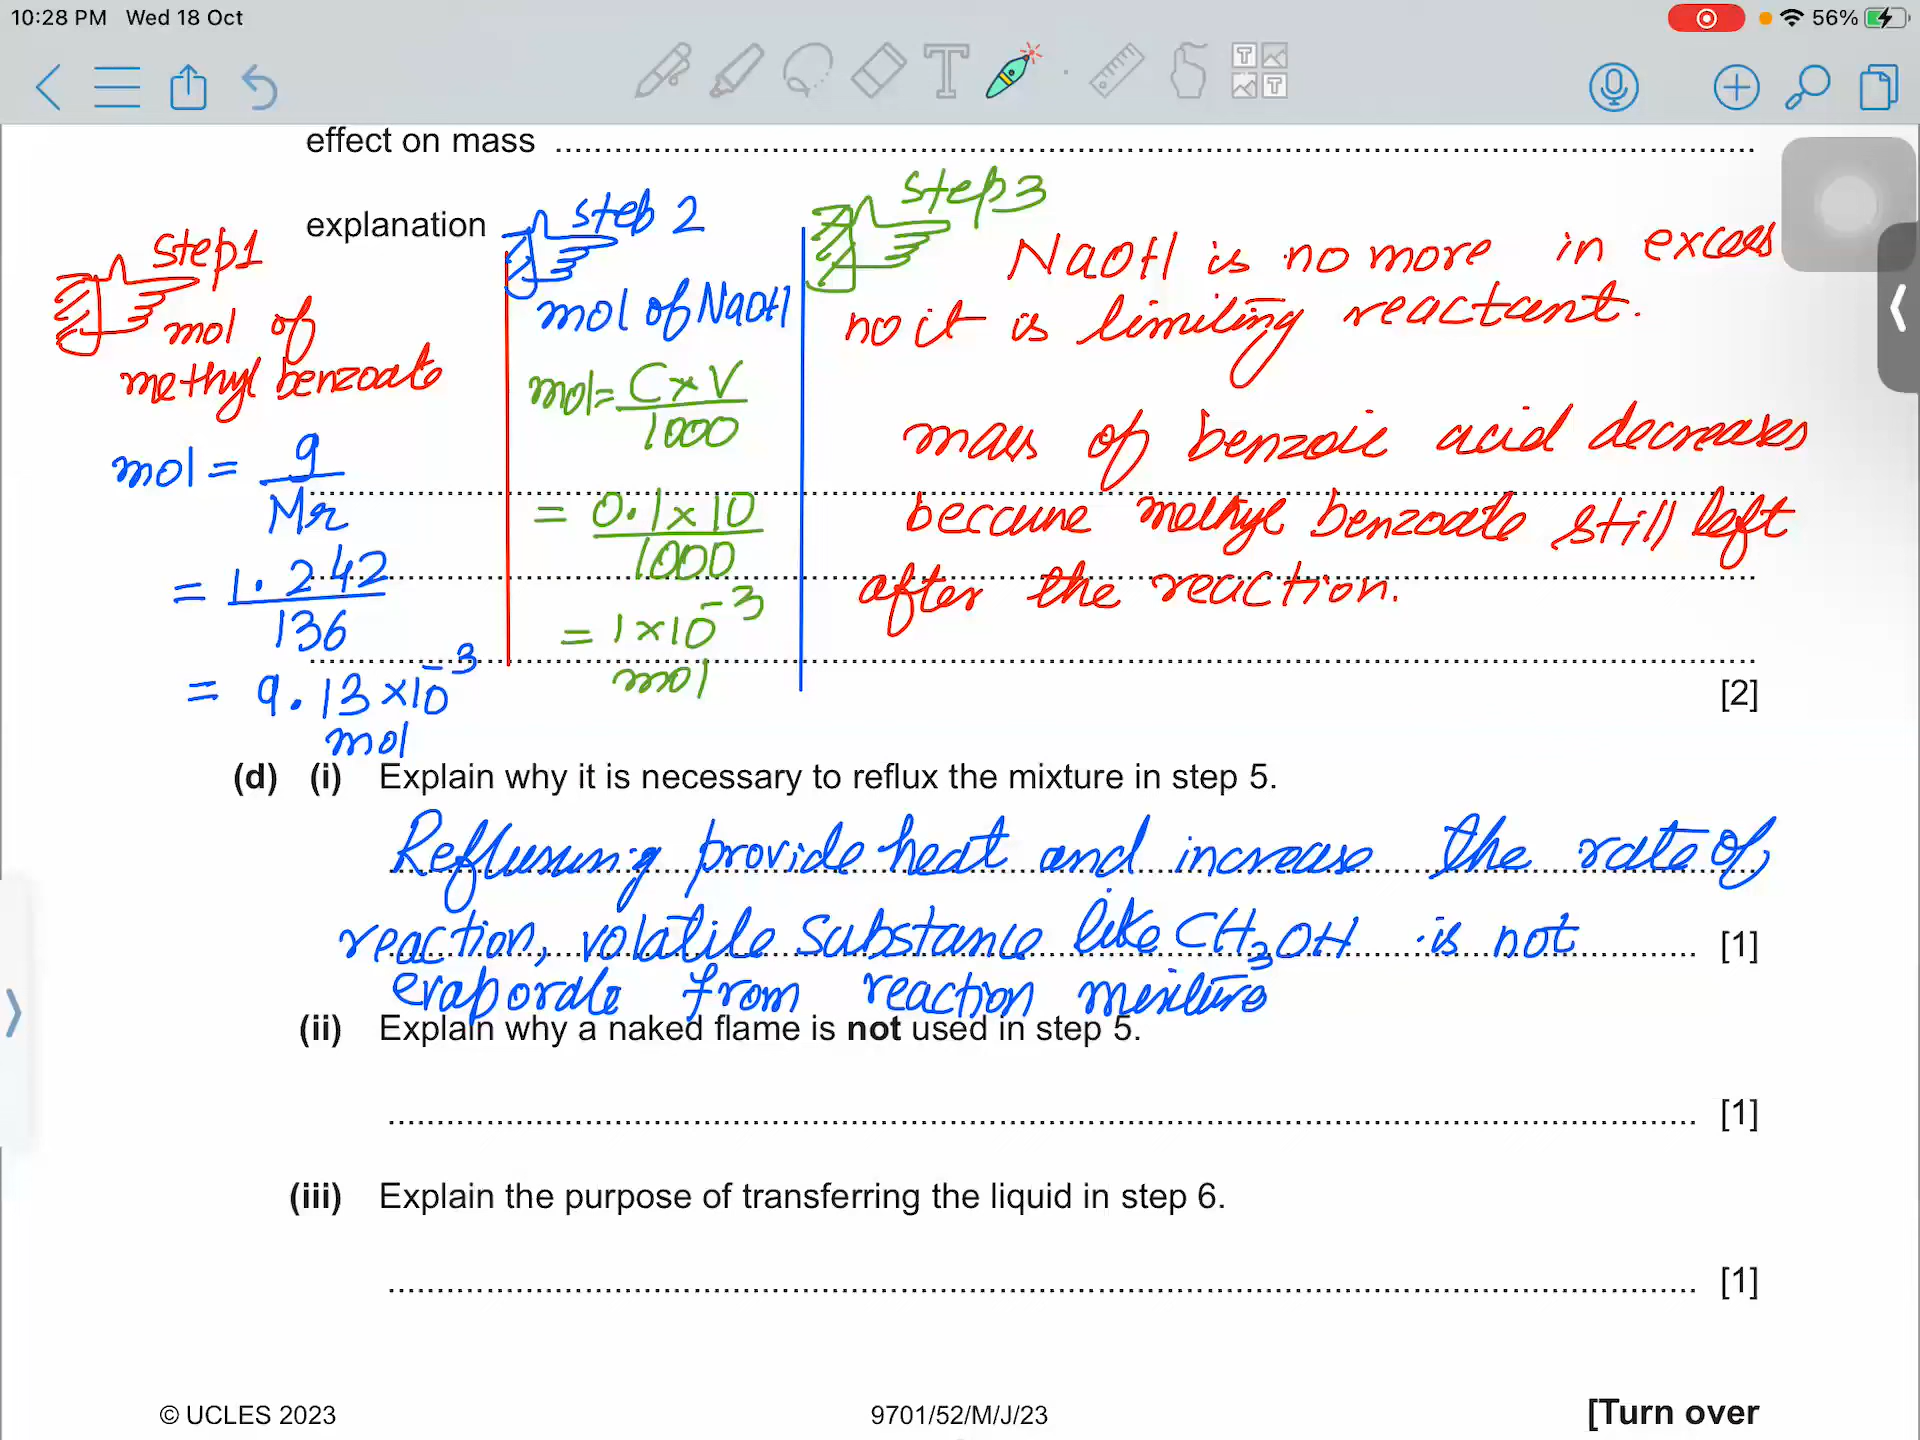 10:28 PM Wed 18 Oct
56%
effect on mass
explanation
step1
mol of
methyl benzoate
mol = g
Mr
= 1.242
136
= 9.13 × 10⁻³
mol
step 2
mol of NaOH
mol = C × V
1000
= 0.1 × 10
1000
= 1 × 10⁻³
mol
step 3
NaOH is no more in excess
no it is limiting reactant.
mass of benzoic acid decreases
because methyl benzoate still left
after the reaction.
[2]
(d) (i) Explain why it is necessary to reflux the mixture in step 5.
Refluxing provide heat and increase the rate of
reaction, volatile substance like CH₃OH is not [1]
evaporate from reaction mixture
(ii) Explain why a naked flame is not used in step 5.
[1]
(iii) Explain the purpose of transferring the liquid in step 6.
[1]
© UCLES 2023 9701/52/M/J/23 [Turn over